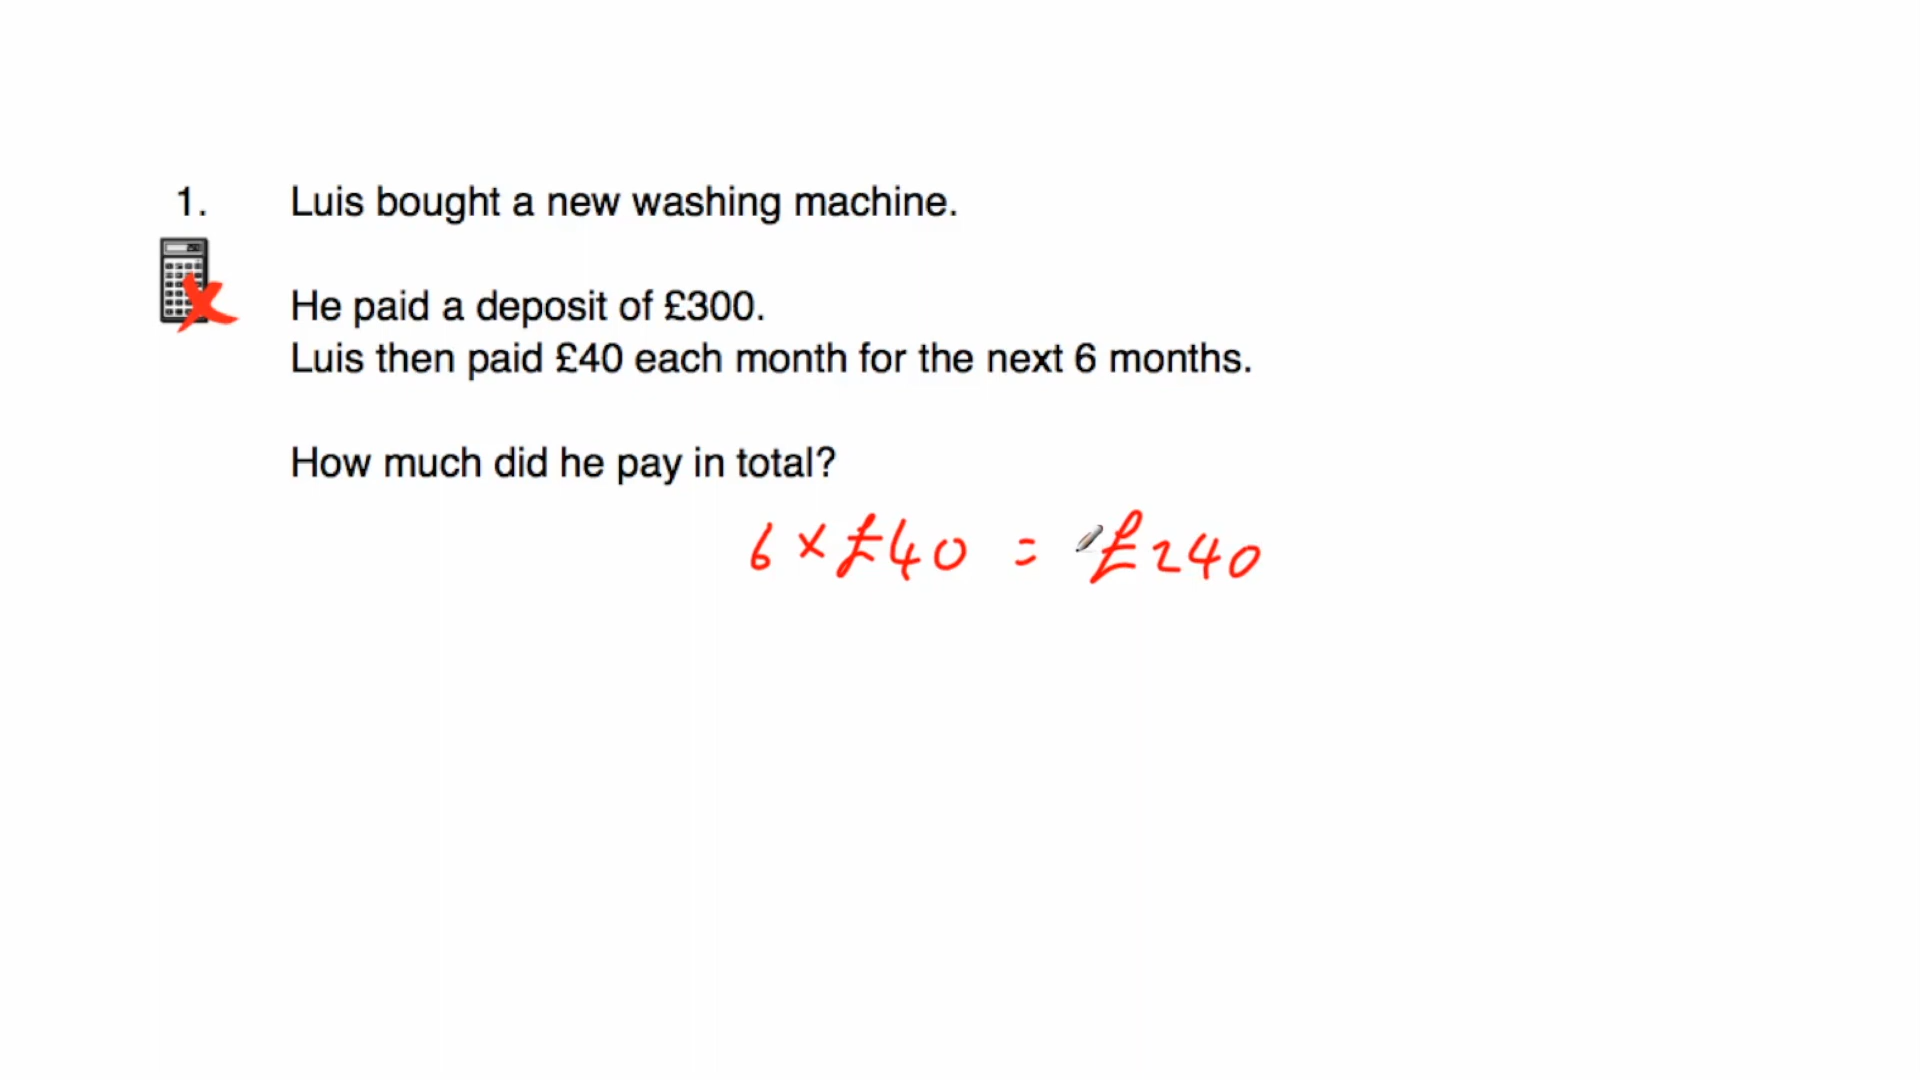 1. Luis bought a new washing machine.
He paid a deposit of £300.
Luis then paid £40 each month for the next 6 months.
How much did he pay in total?
6 × £40 = £240